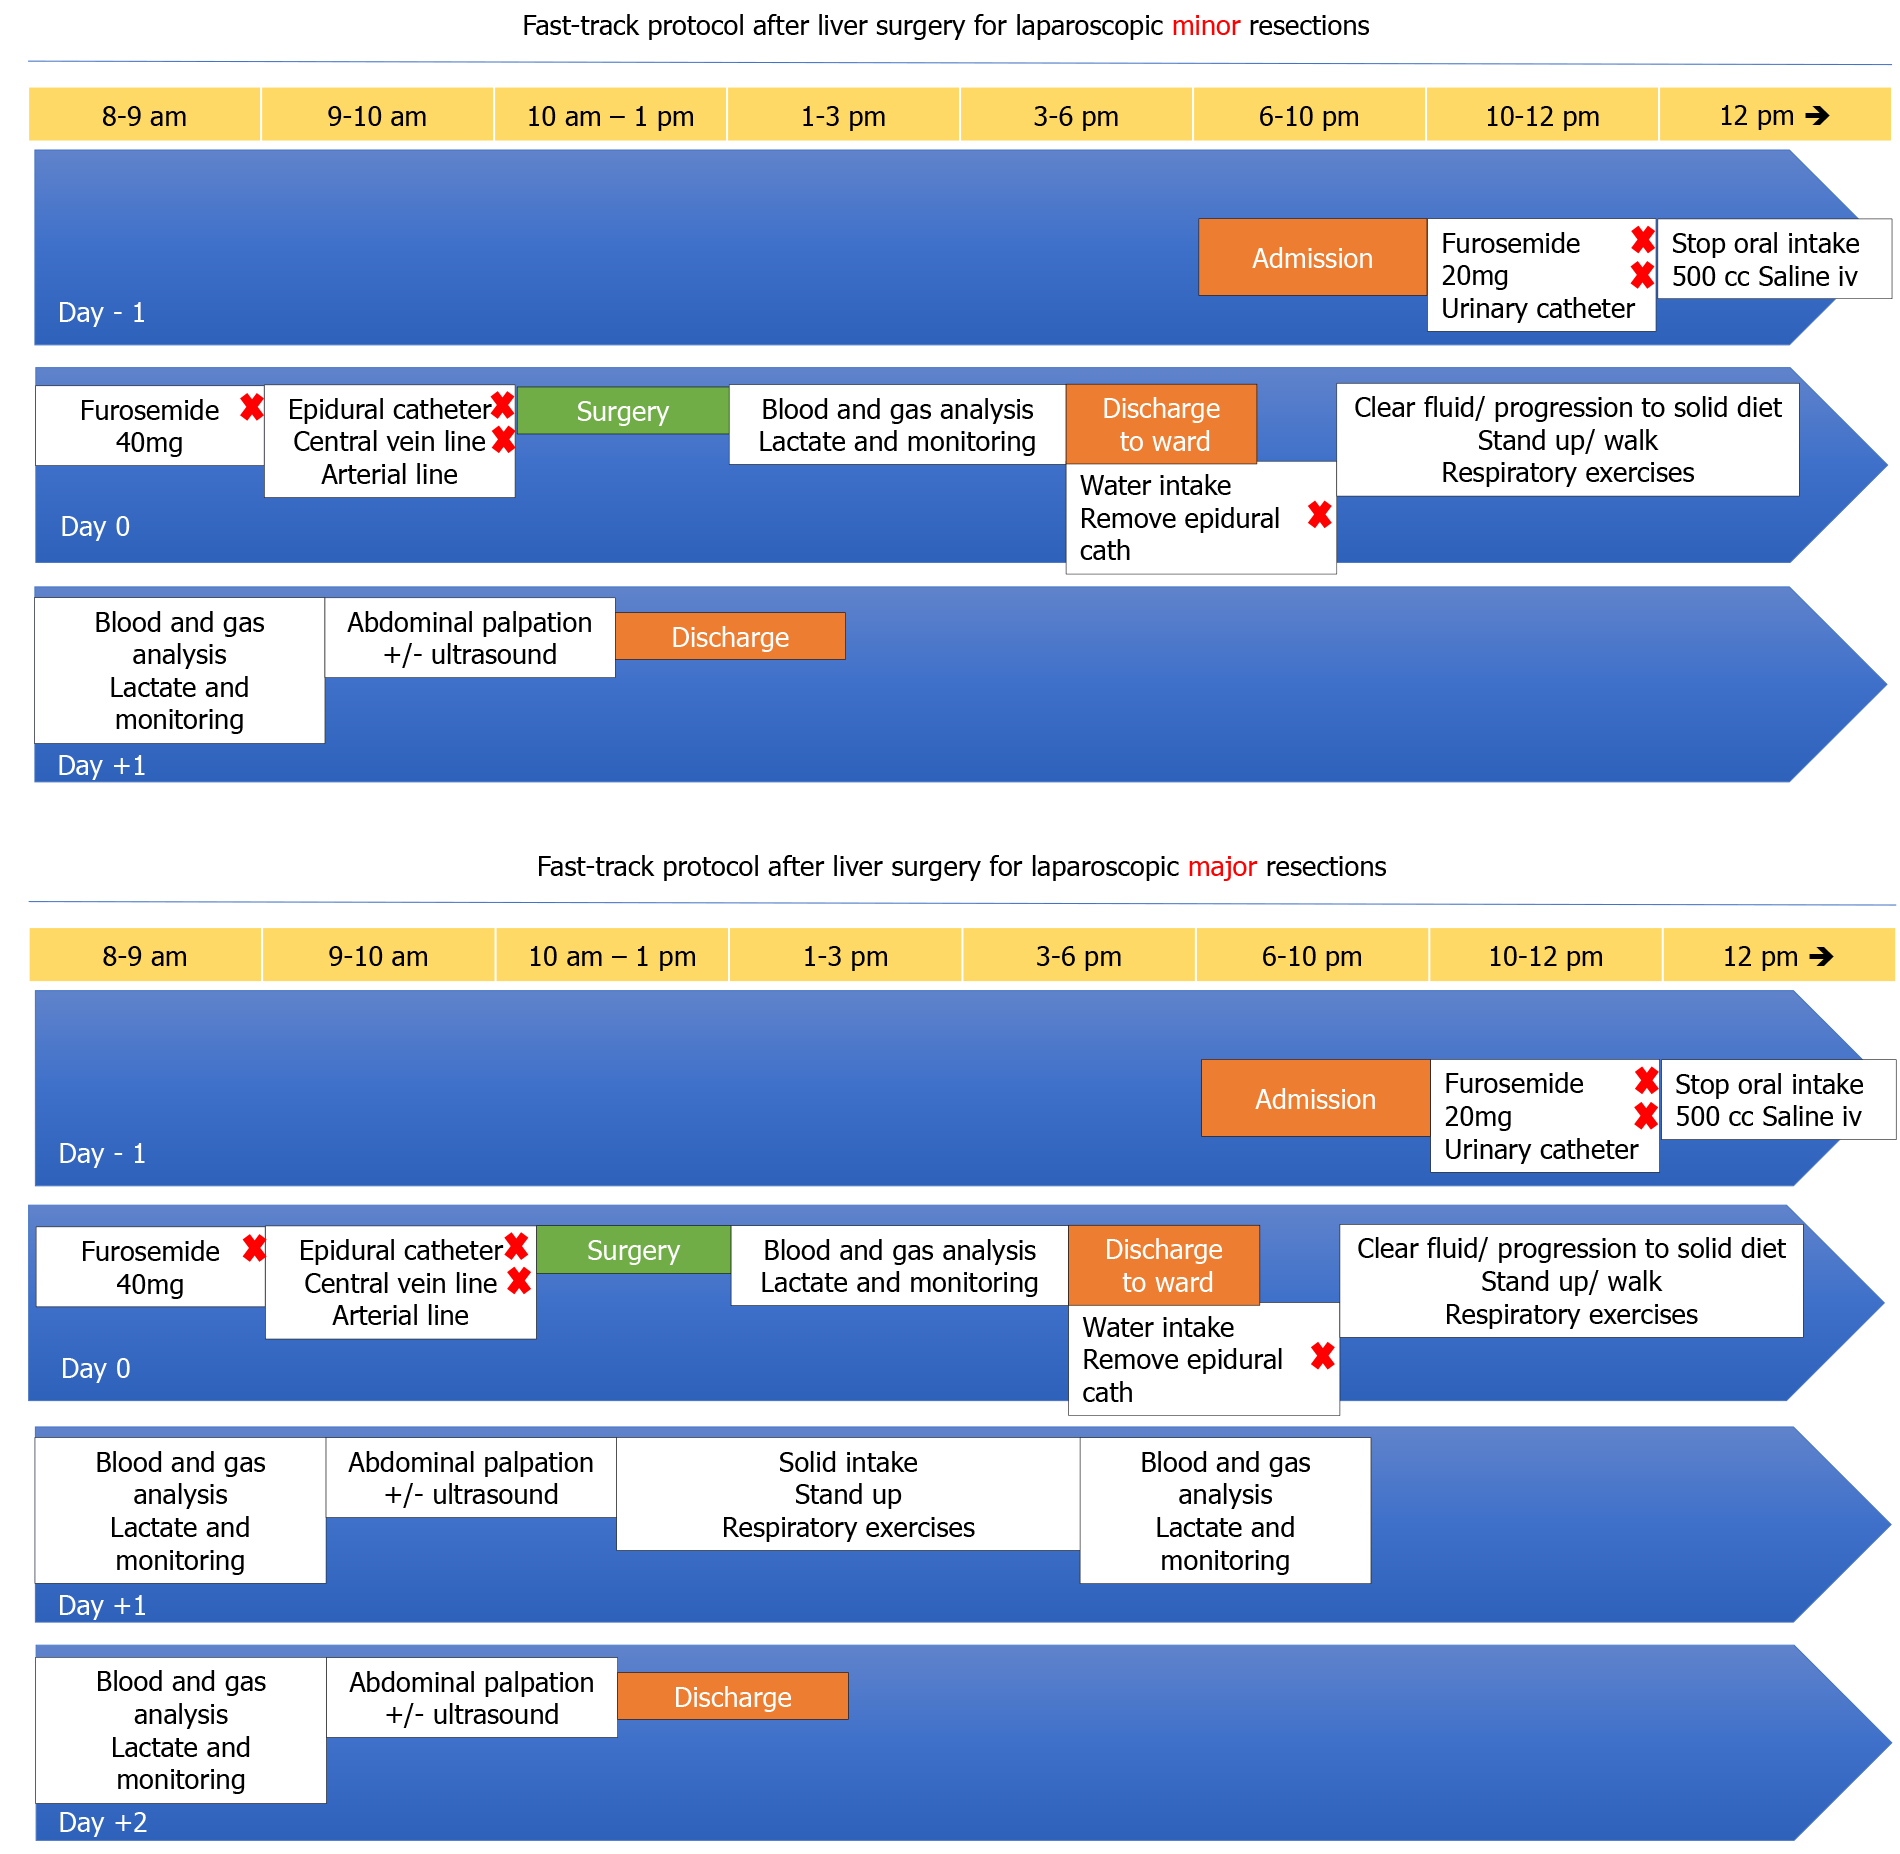 Fast-track protocol after liver surgery for laparoscopic minor resections
8-9 am
9-10 am
10 am – 1 pm
1-3 pm
3-6 pm
6-10 pm
10-12 pm
12 pm ➔
Admission
Furosemide
20mg
Urinary catheter
Stop oral intake
500 cc Saline iv
Day - 1
Furosemide
40mg
Epidural catheter
Central vein line
Arterial line
Surgery
Blood and gas analysis
Lactate and monitoring
Discharge
to ward
Water intake
Remove epidural
cath
Clear fluid/ progression to solid diet
Stand up/ walk
Respiratory exercises
Day 0
Blood and gas
analysis
Lactate and
monitoring
Abdominal palpation
+/- ultrasound
Discharge
Day +1
Fast-track protocol after liver surgery for laparoscopic major resections
8-9 am
9-10 am
10 am – 1 pm
1-3 pm
3-6 pm
6-10 pm
10-12 pm
12 pm ➔
Admission
Furosemide
20mg
Urinary catheter
Stop oral intake
500 cc Saline iv
Day - 1
Furosemide
40mg
Epidural catheter
Central vein line
Arterial line
Surgery
Blood and gas analysis
Lactate and monitoring
Discharge
to ward
Water intake
Remove epidural
cath
Clear fluid/ progression to solid diet
Stand up/ walk
Respiratory exercises
Day 0
Blood and gas
analysis
Lactate and
monitoring
Abdominal palpation
+/- ultrasound
Solid intake
Stand up
Respiratory exercises
Blood and gas
analysis
Lactate and
monitoring
Day +1
Blood and gas
analysis
Lactate and
monitoring
Abdominal palpation
+/- ultrasound
Discharge
Day +2